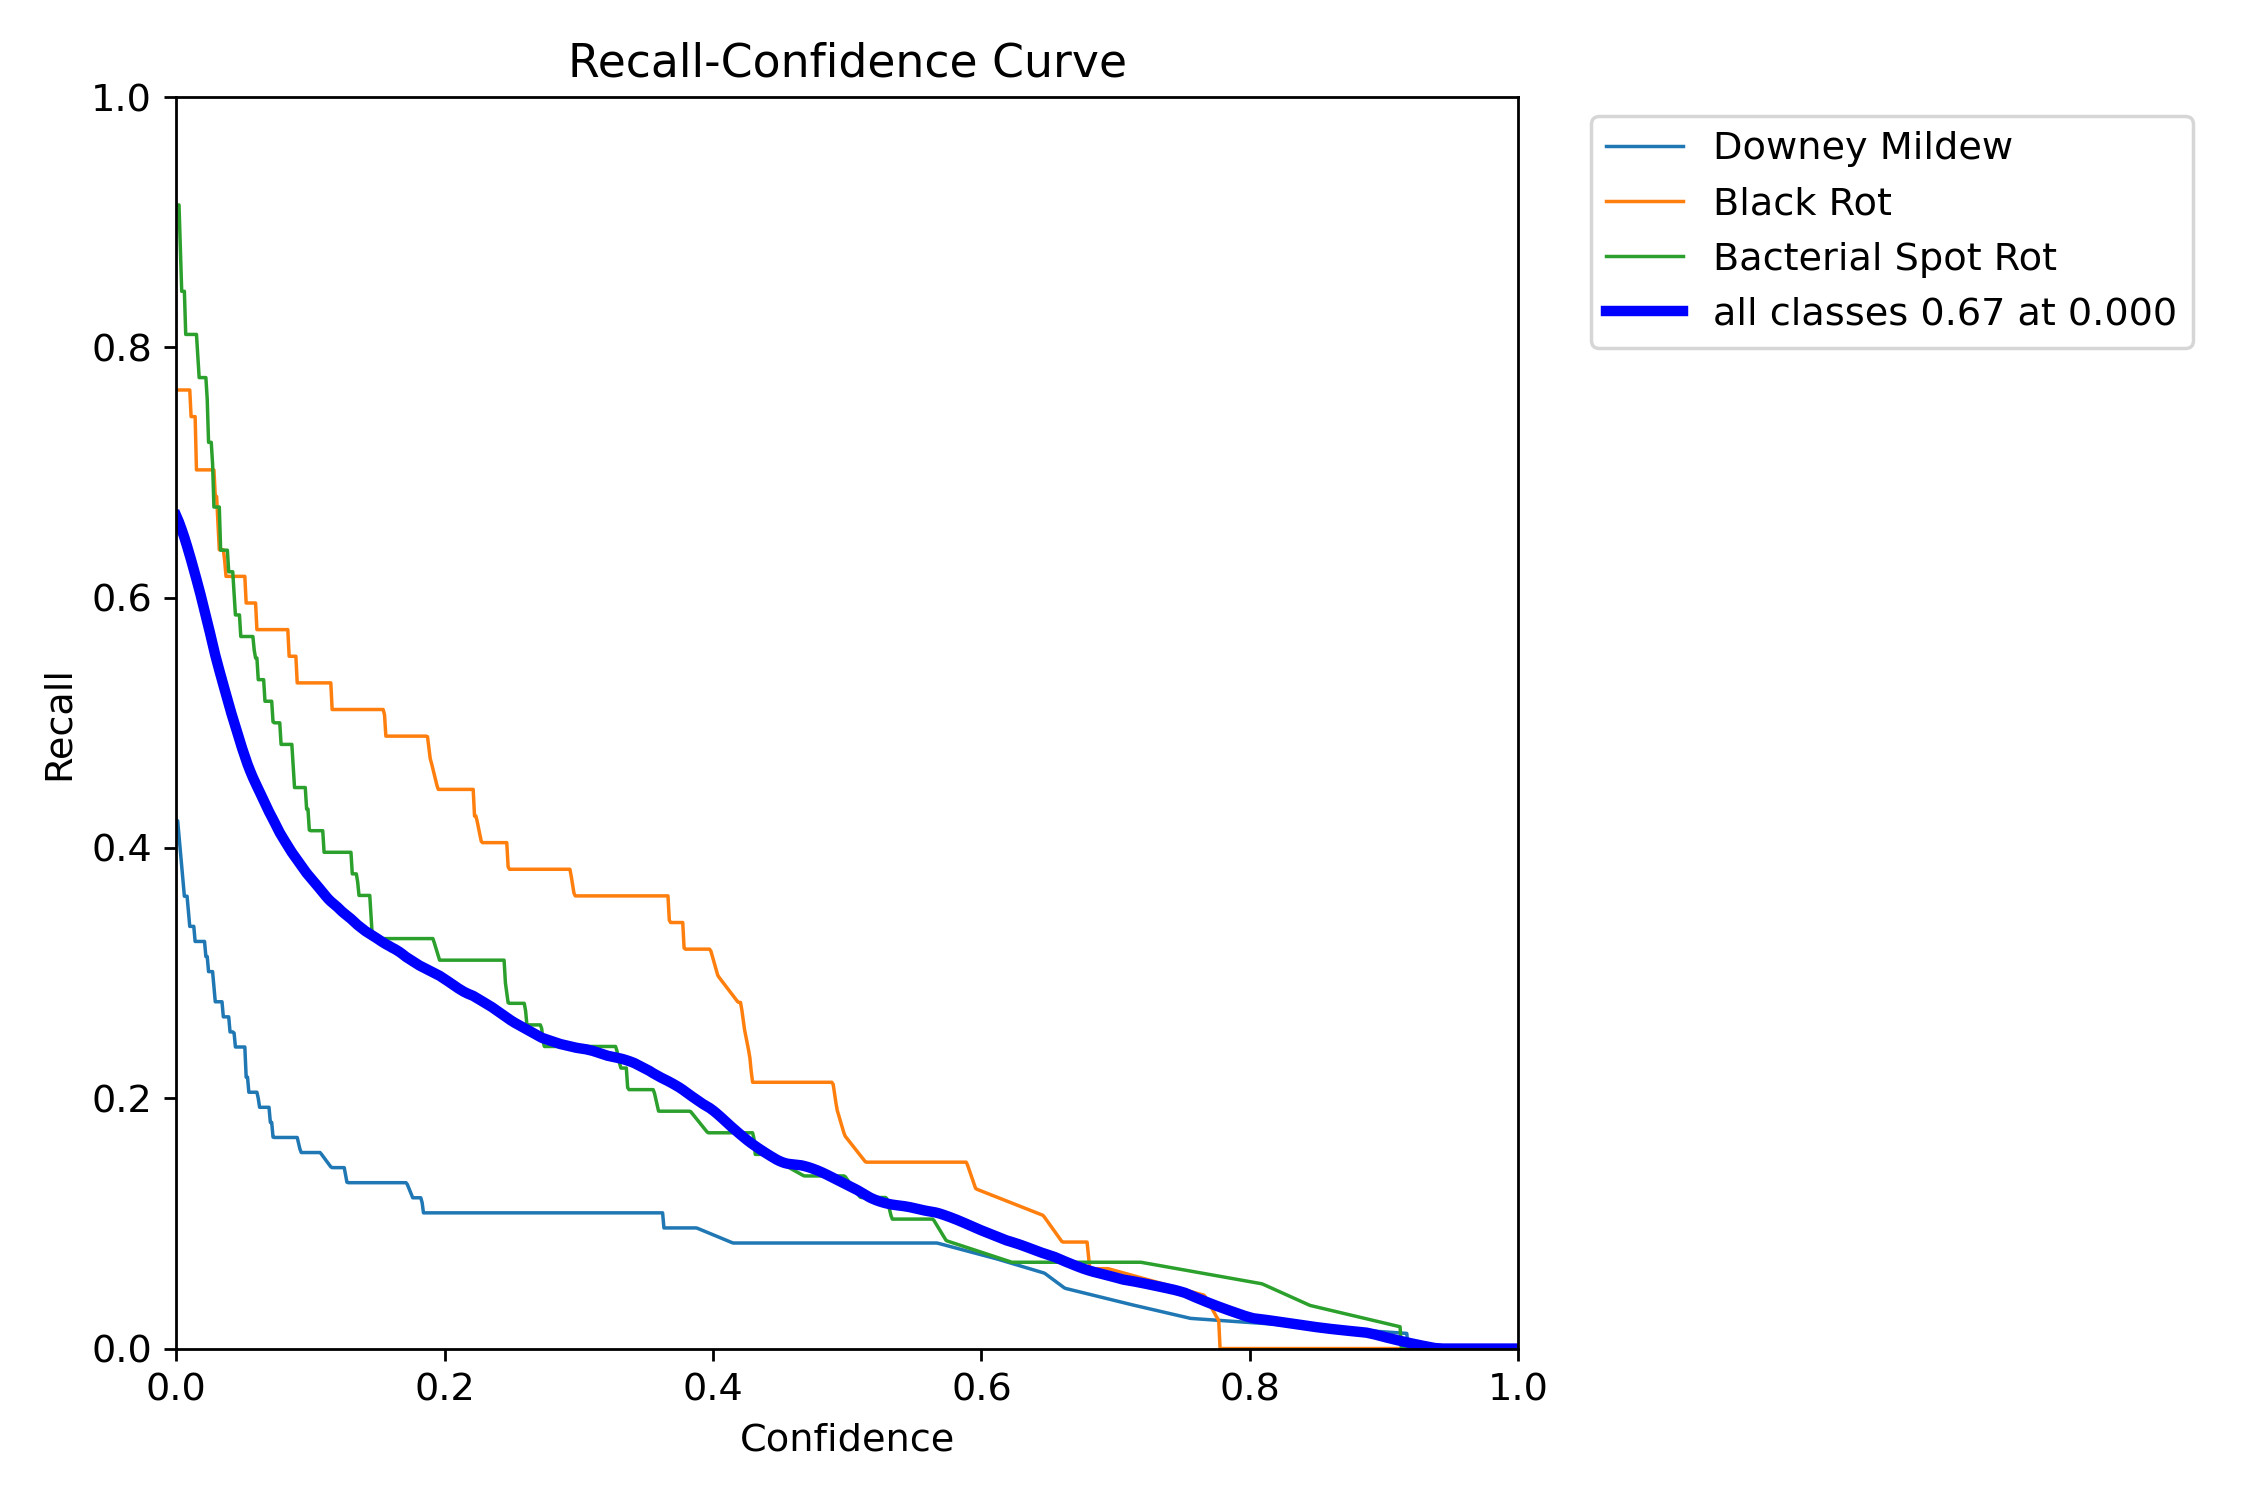 Recall-Confidence Curve
1.0
0.8
0.6
0.4
0.2
0.0
Recall
0.0 0.2 0.4 0.6 0.8 1.0
Confidence
Downey Mildew
Black Rot
Bacterial Spot Rot
all classes 0.67 at 0.000